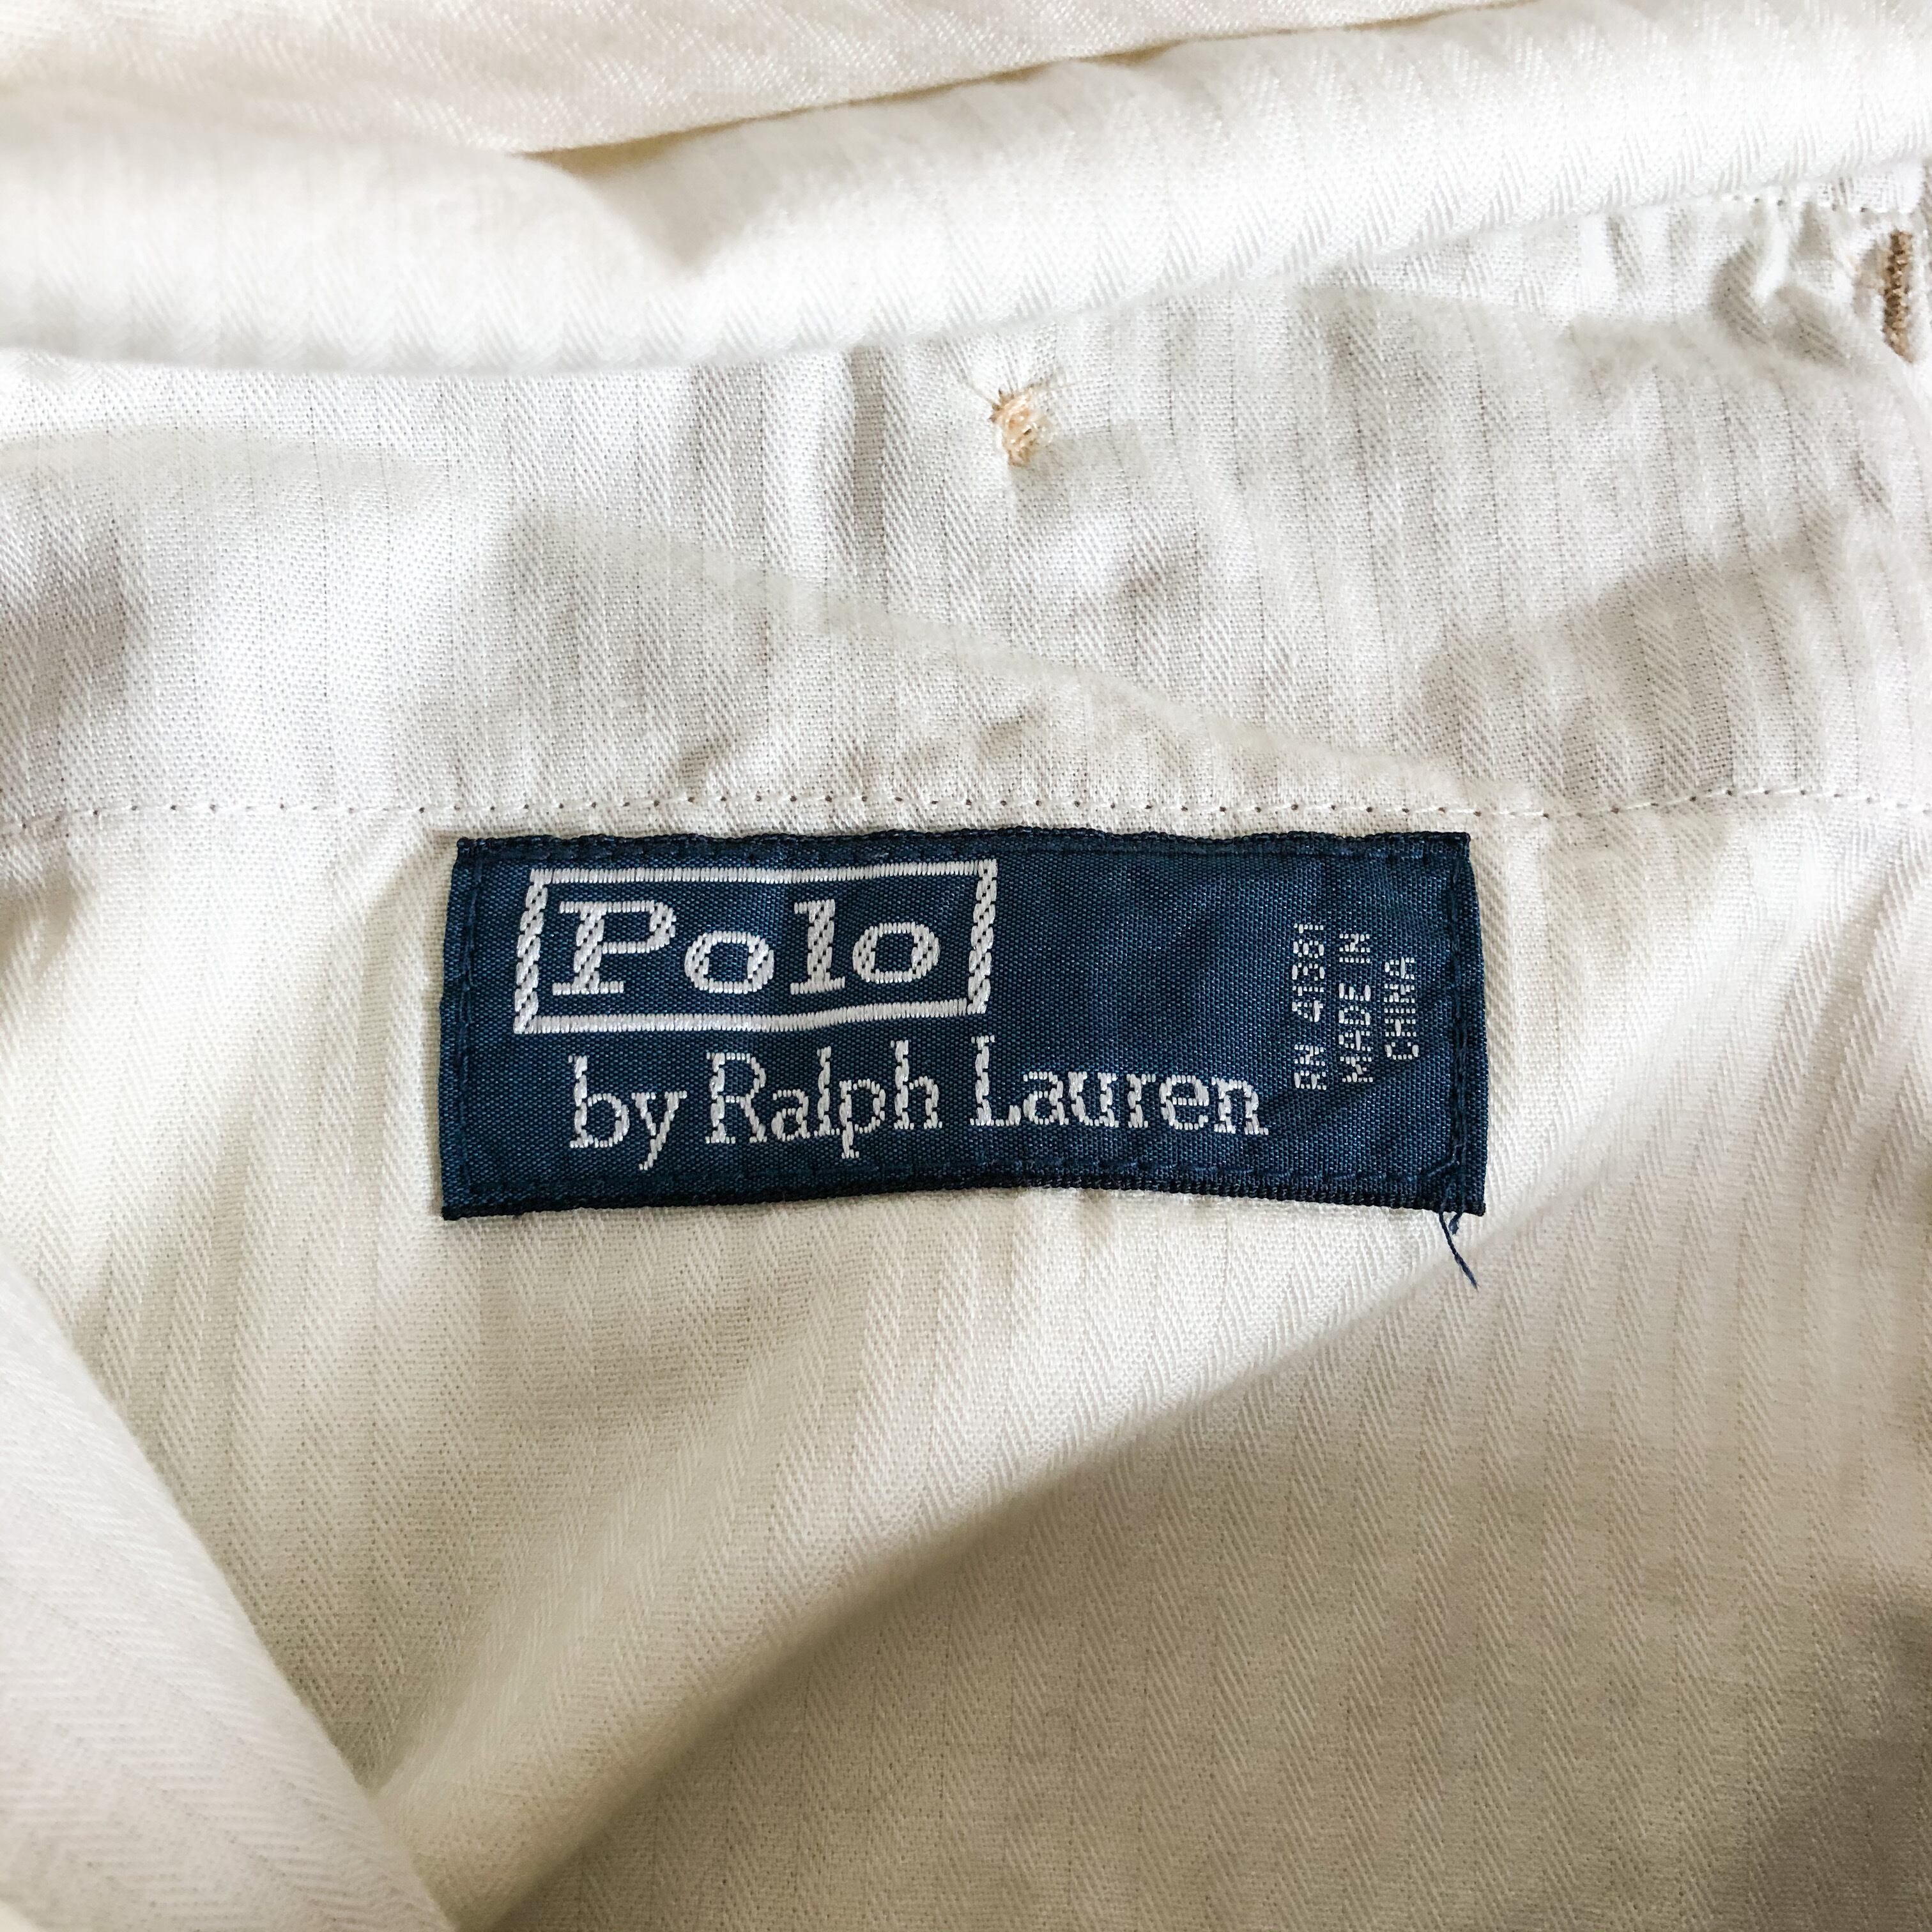 Polo
by Ralph Lauren
RN 41381
MADE IN
CHINA